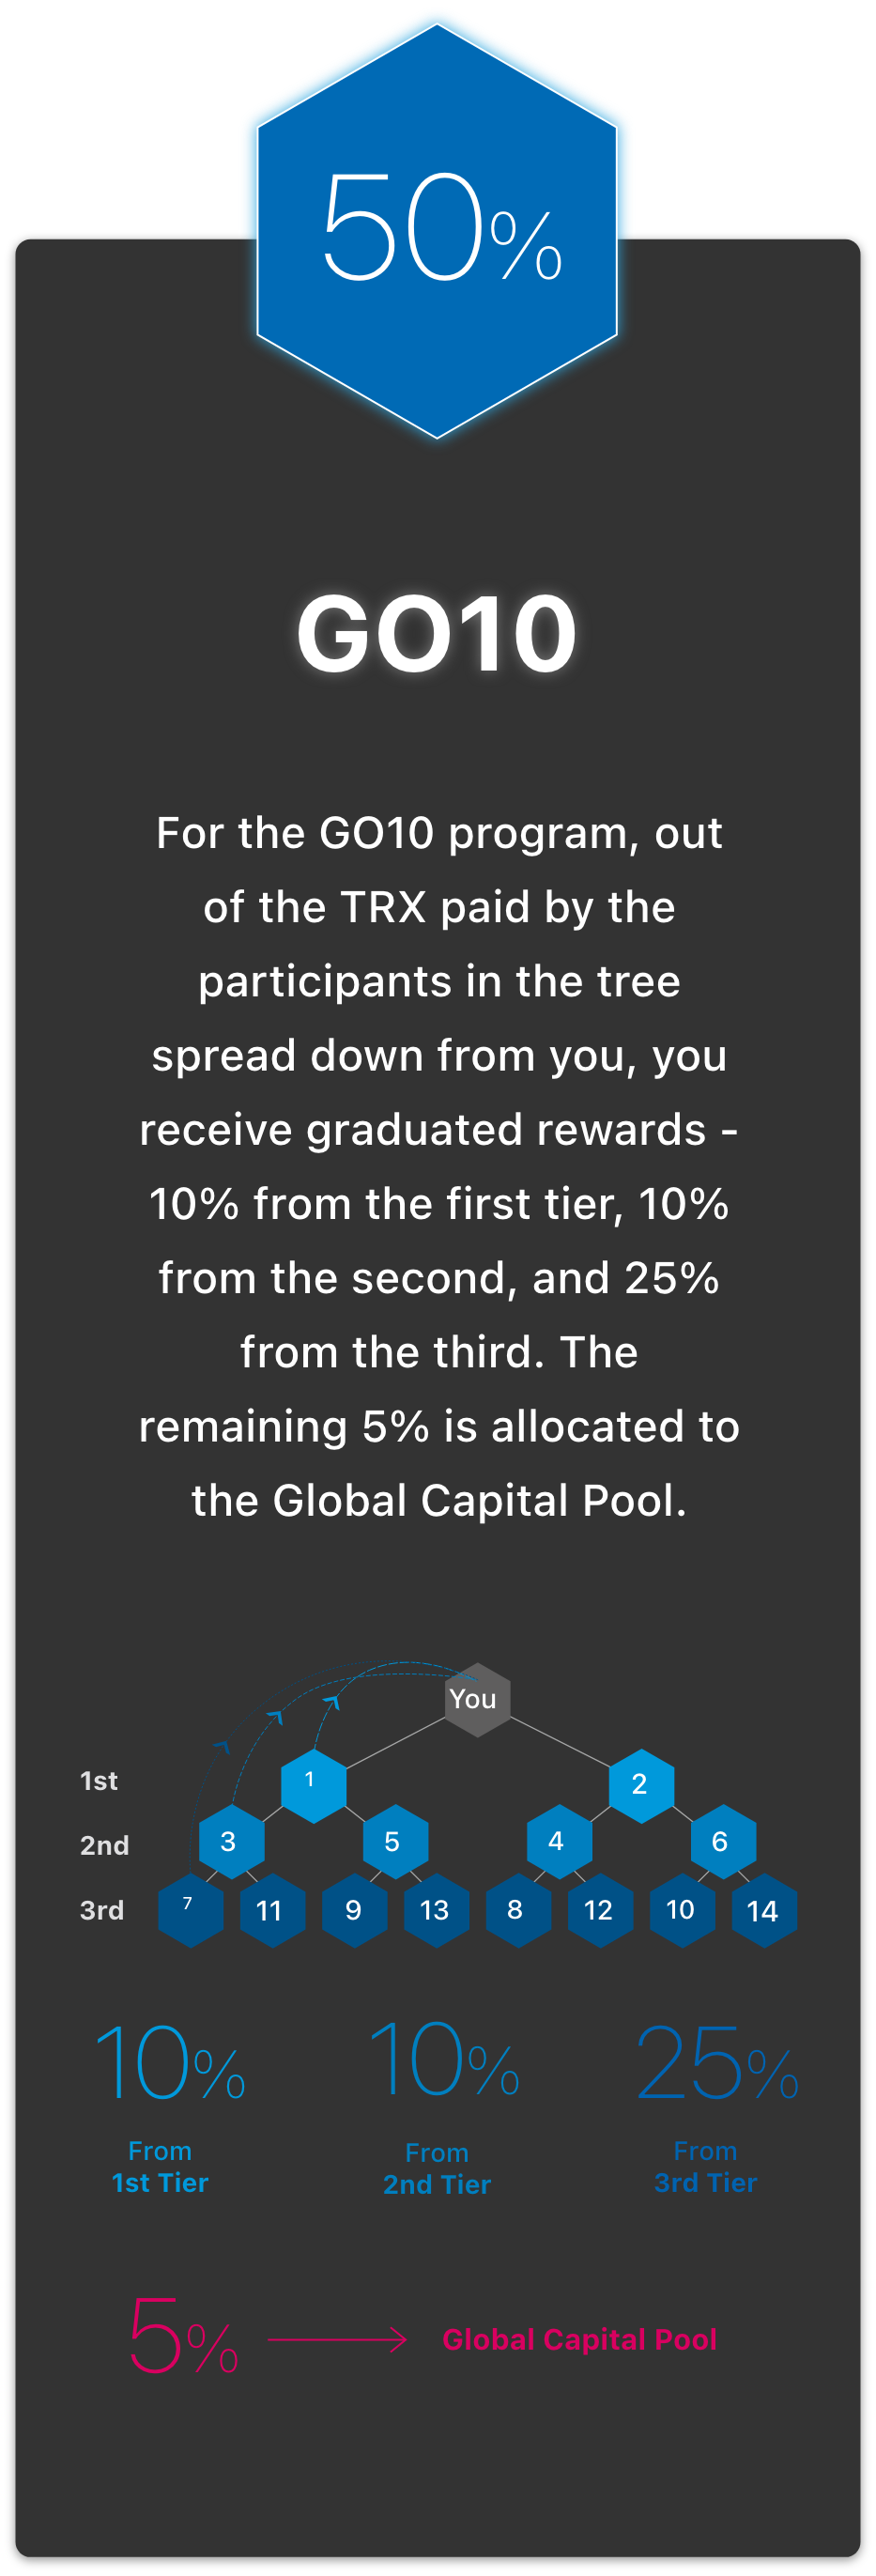 50%
GO10
For the GO10 program, out
of the TRX paid by the
participants in the tree
spread down from you, you
receive graduated rewards -
10% from the first tier, 10%
from the second, and 25%
from the third. The
remaining 5% is allocated to
the Global Capital Pool.
You
1st 1 2
2nd 3 5 4 6
3rd 7 11 9 13 8 12 10 14
10% 10% 25%
From From From
1st Tier 2nd Tier 3rd Tier
5% Global Capital Pool